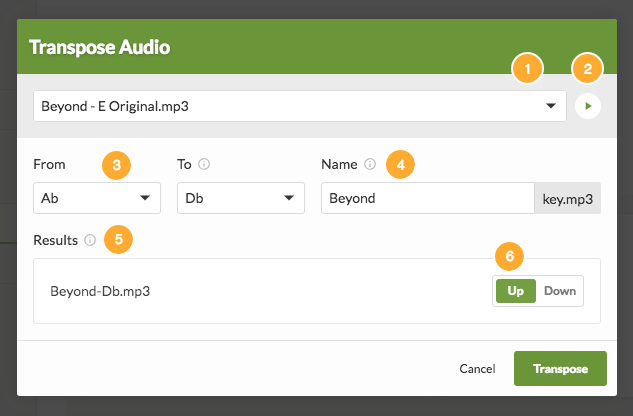 Transpose Audio
1
2
Beyond - E Original.mp3
From
3
To
Name
4
Ab
Db
Beyond
key.mp3
Results
5
6
Beyond-Db.mp3
Up
Down
Cancel
Transpose